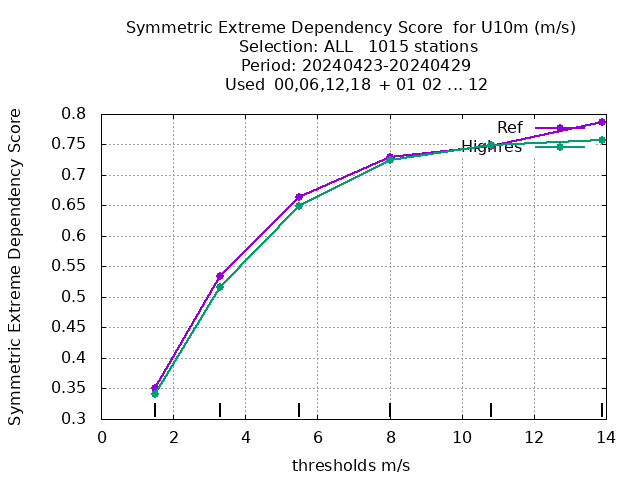 Symmetric Extreme Dependency Score for U10m (m/s)
Selection: ALL 1015 stations
Period: 20240423-20240429
Used 00,06,12,18 + 01 02 ... 12
Symmetric Extreme Dependency Score
0.8
0.75
0.7
0.65
0.6
0.55
0.5
0.45
0.4
0.35
0.3
Ref
Highres
0 2 4 6 8 10 12 14
thresholds m/s